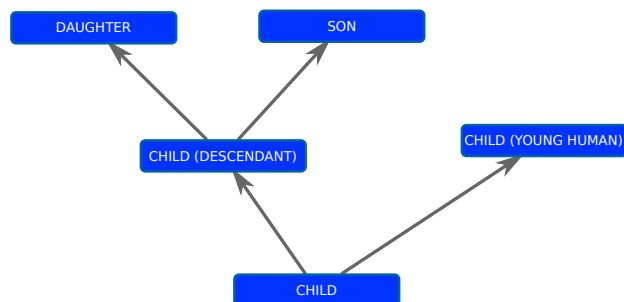 DAUGHTER
SON
CHILD (DESCENDANT)
CHILD (YOUNG HUMAN)
CHILD